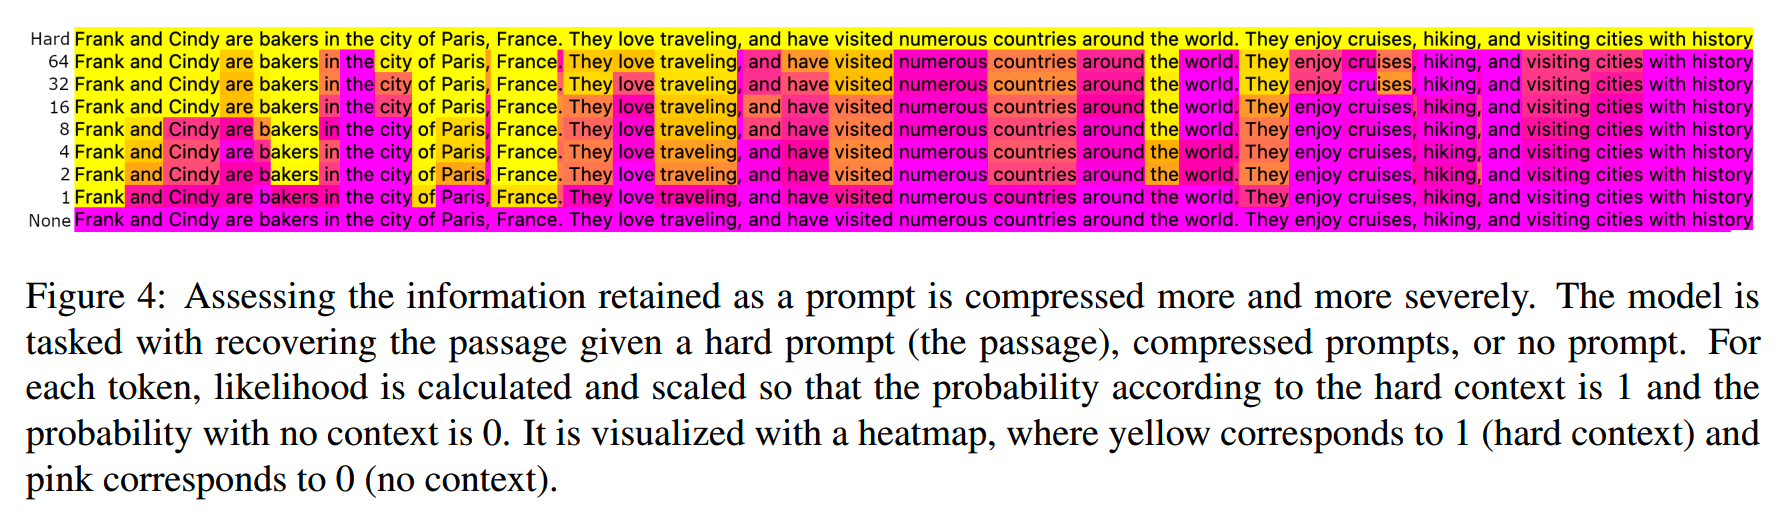 Hard Frank and Cindy are bakers in the city of Paris, France. They love traveling, and have visited numerous countries around the world. They enjoy cruises, hiking, and visiting cities with history
64 Frank and Cindy are bakers in the city of Paris, France. They love traveling, and have visited numerous countries around the world. They enjoy cruises, hiking, and visiting cities with history
32 Frank and Cindy are bakers in the city of Paris, France. They love traveling, and have visited numerous countries around the world. They enjoy cruises, hiking, and visiting cities with history
16 Frank and Cindy are bakers in the city of Paris, France. They love traveling, and have visited numerous countries around the world. They enjoy cruises, hiking, and visiting cities with history
8 Frank and Cindy are bakers in the city of Paris, France. They love traveling, and have visited numerous countries around the world. They enjoy cruises, hiking, and visiting cities with history
4 Frank and Cindy are bakers in the city of Paris, France. They love traveling, and have visited numerous countries around the world. They enjoy cruises, hiking, and visiting cities with history
2 Frank and Cindy are bakers in the city of Paris, France. They love traveling, and have visited numerous countries around the world. They enjoy cruises, hiking, and visiting cities with history
1 Frank and Cindy are bakers in the city of Paris, France. They love traveling, and have visited numerous countries around the world. They enjoy cruises, hiking, and visiting cities with history
None Frank and Cindy are bakers in the city of Paris, France. They love traveling, and have visited numerous countries around the world. They enjoy cruises, hiking, and visiting cities with history
Figure 4: Assessing the information retained as a prompt is compressed more and more severely. The model is
tasked with recovering the passage given a hard prompt (the passage), compressed prompts, or no prompt. For
each token, likelihood is calculated and scaled so that the probability according to the hard context is 1 and the
probability with no context is 0. It is visualized with a heatmap, where yellow corresponds to 1 (hard context) and
pink corresponds to 0 (no context).